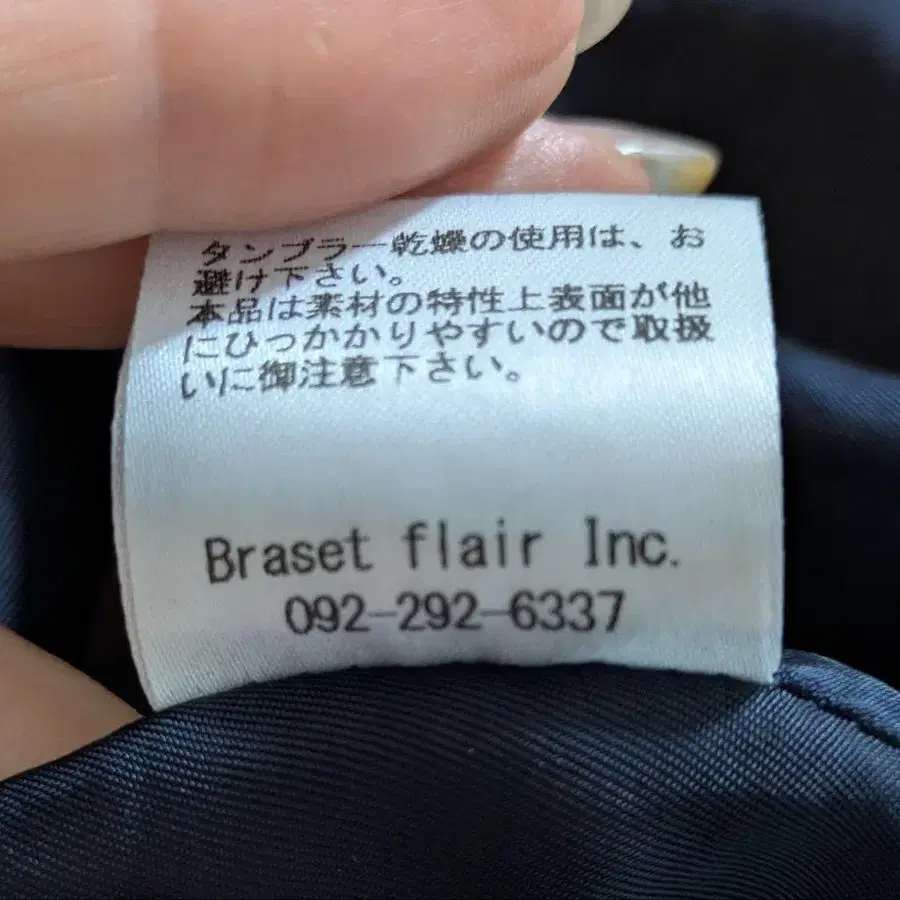 タンブラー乾燥の使用は、お
避け下さい。
本品は素材の特性上表面が他
にひっかかりやすいので取扱
いに御注意下さい。
Braset flair Inc.
092-292-6337